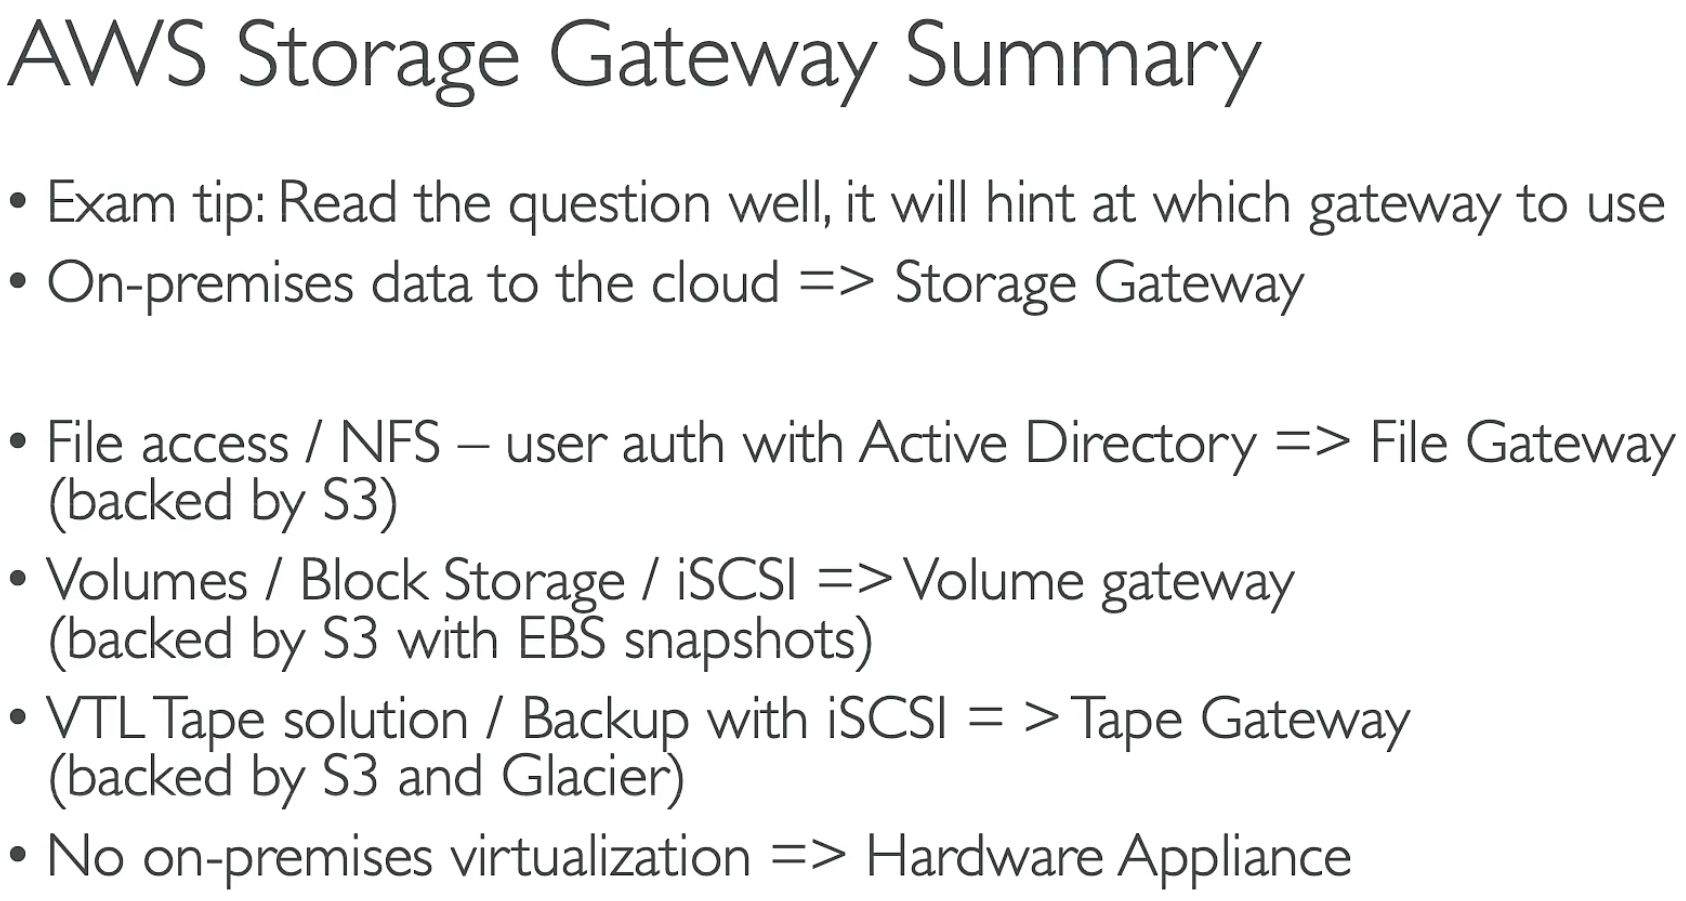 AWS Storage Gateway Summary
• Exam tip: Read the question well, it will hint at which gateway to use
• On-premises data to the cloud => Storage Gateway
• File access / NFS – user auth with Active Directory => File Gateway
(backed by S3)
• Volumes / Block Storage / iSCSI => Volume gateway
(backed by S3 with EBS snapshots)
• VTL Tape solution / Backup with iSCSI = > Tape Gateway
(backed by S3 and Glacier)
• No on-premises virtualization => Hardware Appliance